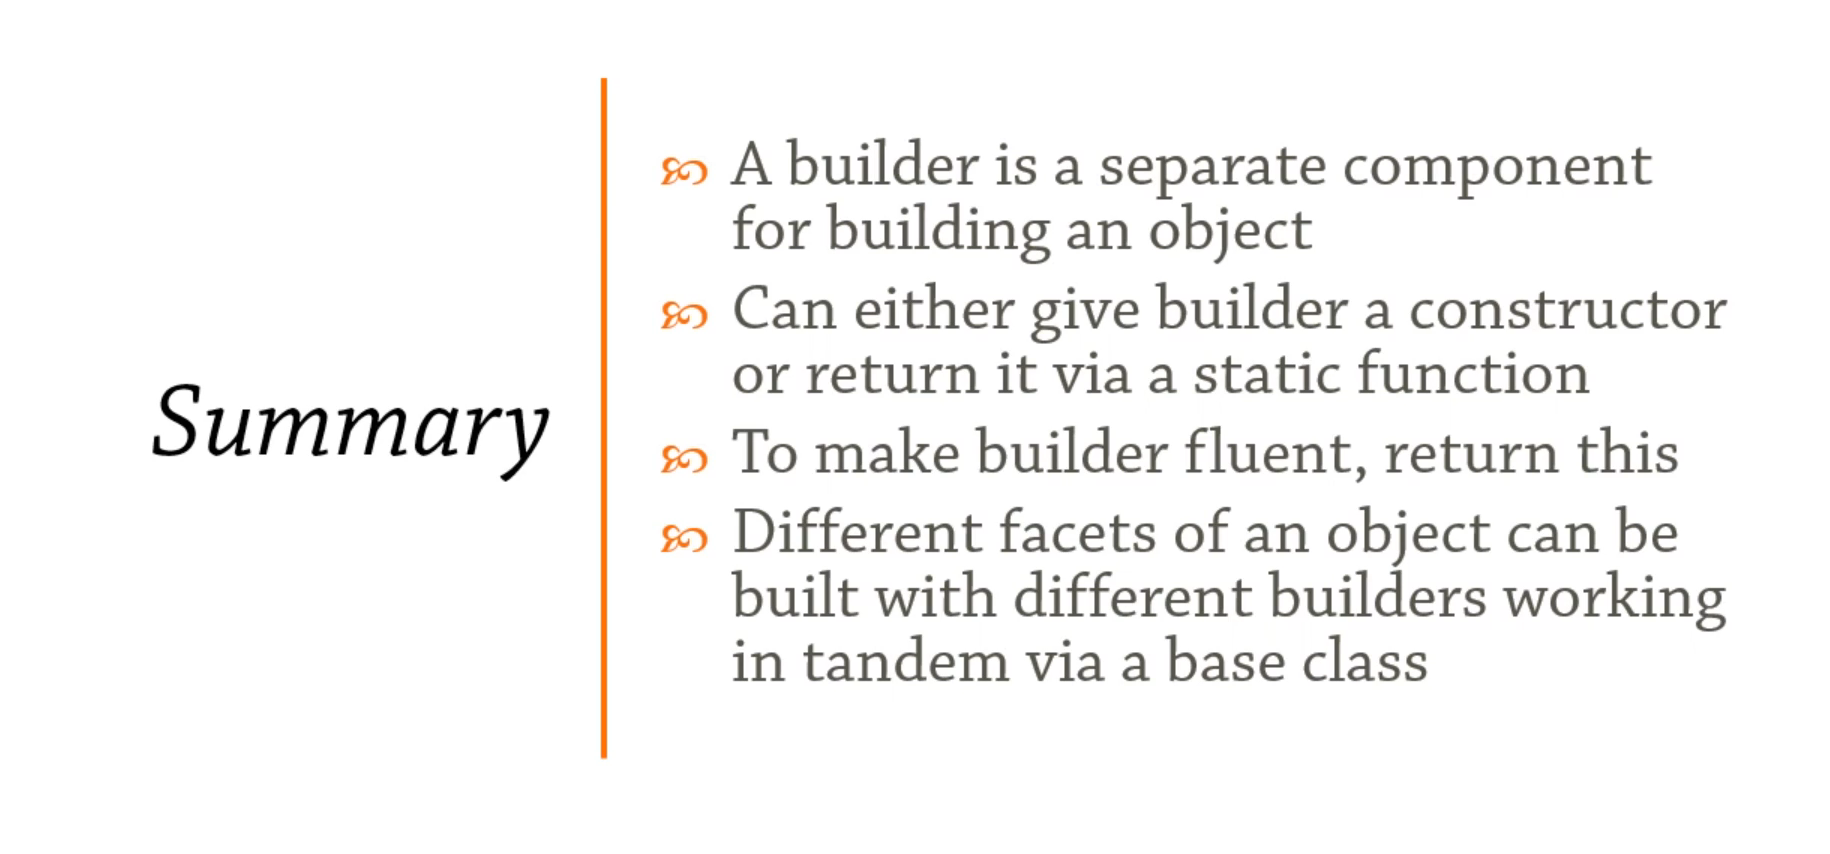 Summary
A builder is a separate component
for building an object
Can either give builder a constructor
or return it via a static function
To make builder fluent, return this
Different facets of an object can be
built with different builders working
in tandem via a base class